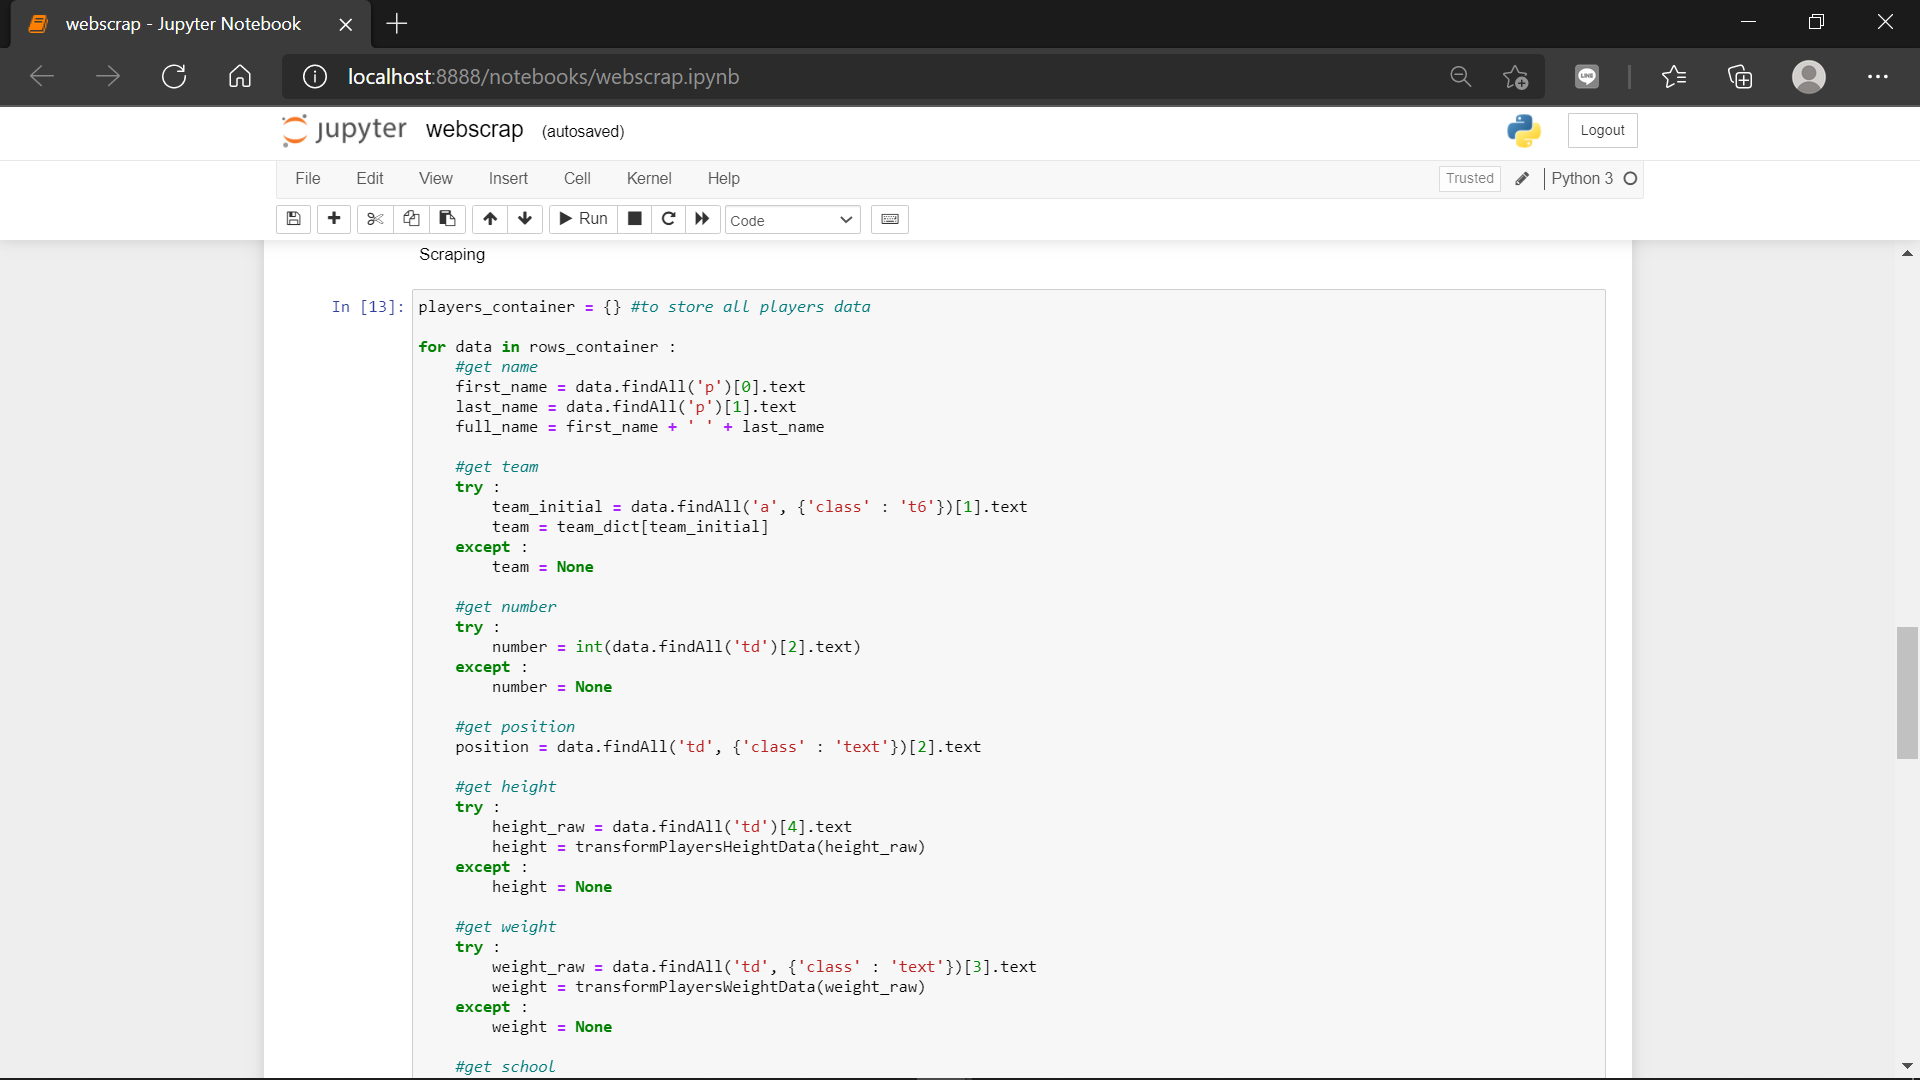 webscrap - Jupyter Notebook
localhost:8888/notebooks/webscrap.ipynb
LINE
jupyter webscrap (autosaved)
Logout
File Edit View Insert Cell Kernel Help
Trusted Python 3
Run Code
Scraping
In [13]: players_container = {} #to store all players data
for data in rows_container :
    #get name
    first_name = data.findAll('p')[0].text
    last_name = data.findAll('p')[1].text
    full_name = first_name + ' ' + last_name
    #get team
    try :
        team_initial = data.findAll('a', {'class' : 't6'})[1].text
        team = team_dict[team_initial]
    except :
        team = None
    #get number
    try :
        number = int(data.findAll('td')[2].text)
    except :
        number = None
    #get position
    position = data.findAll('td', {'class' : 'text'})[2].text
    #get height
    try :
        height_raw = data.findAll('td')[4].text
        height = transformPlayersHeightData(height_raw)
    except :
        height = None
    #get weight
    try :
        weight_raw = data.findAll('td', {'class' : 'text'})[3].text
        weight = transformPlayersWeightData(weight_raw)
    except :
        weight = None
    #get school